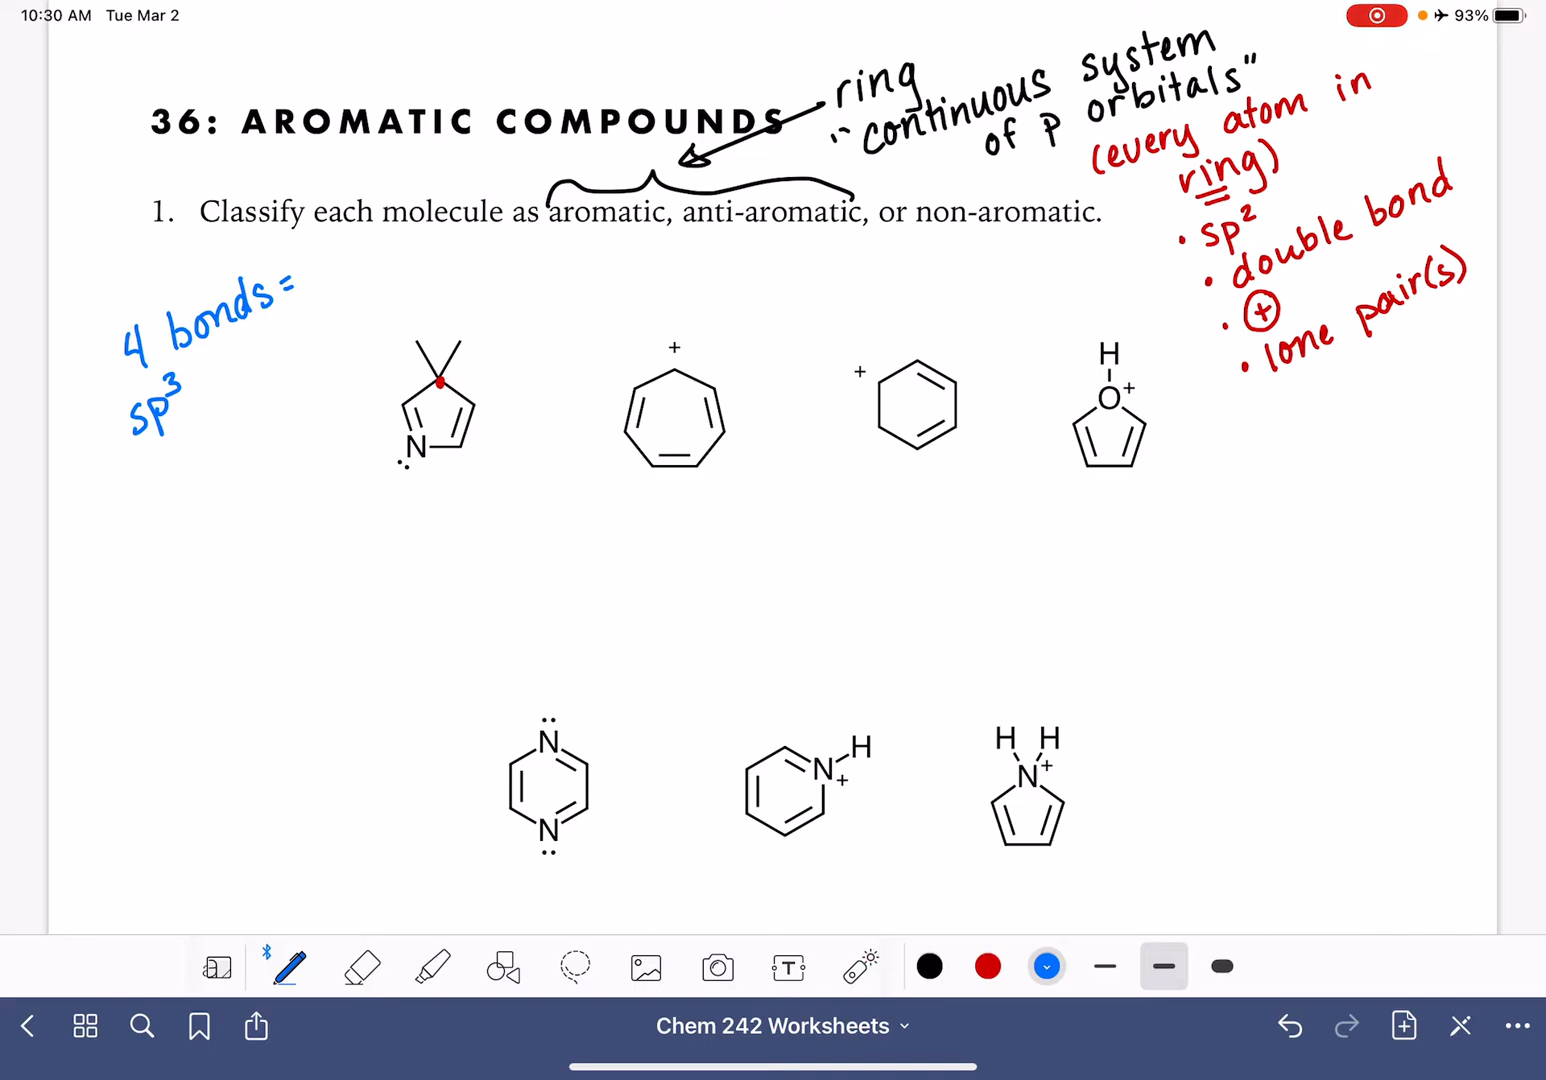 10:30 AM Tue Mar 2
93%
36: AROMATIC COMPOUNDS
ring
"continuous system
of p orbitals"
(every atom in
ring)
• sp²
• double bond
• ⊕
• lone pair(s)
1. Classify each molecule as aromatic, anti-aromatic, or non-aromatic.
4 bonds =
sp³
N
+
+
H
O+
N
N
N
H
+
H H
N+
T
Chem 242 Worksheets